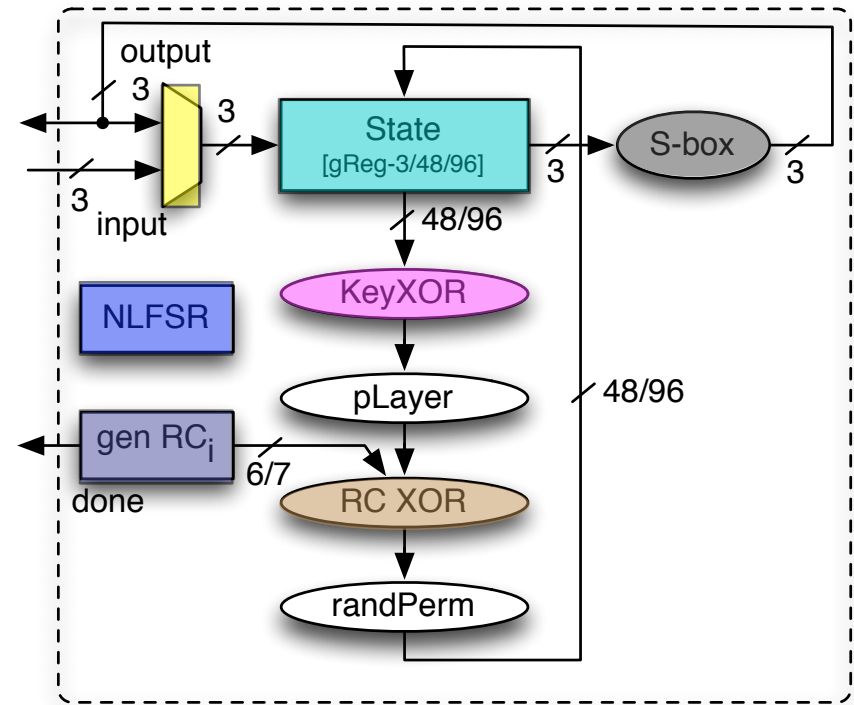 output
3
3
State
[gReg-3/48/96]
S-box
3
3
3
input
48/96
KeyXOR
NLFSR
pLayer
48/96
gen RCi
6/7
done
RC XOR
randPerm